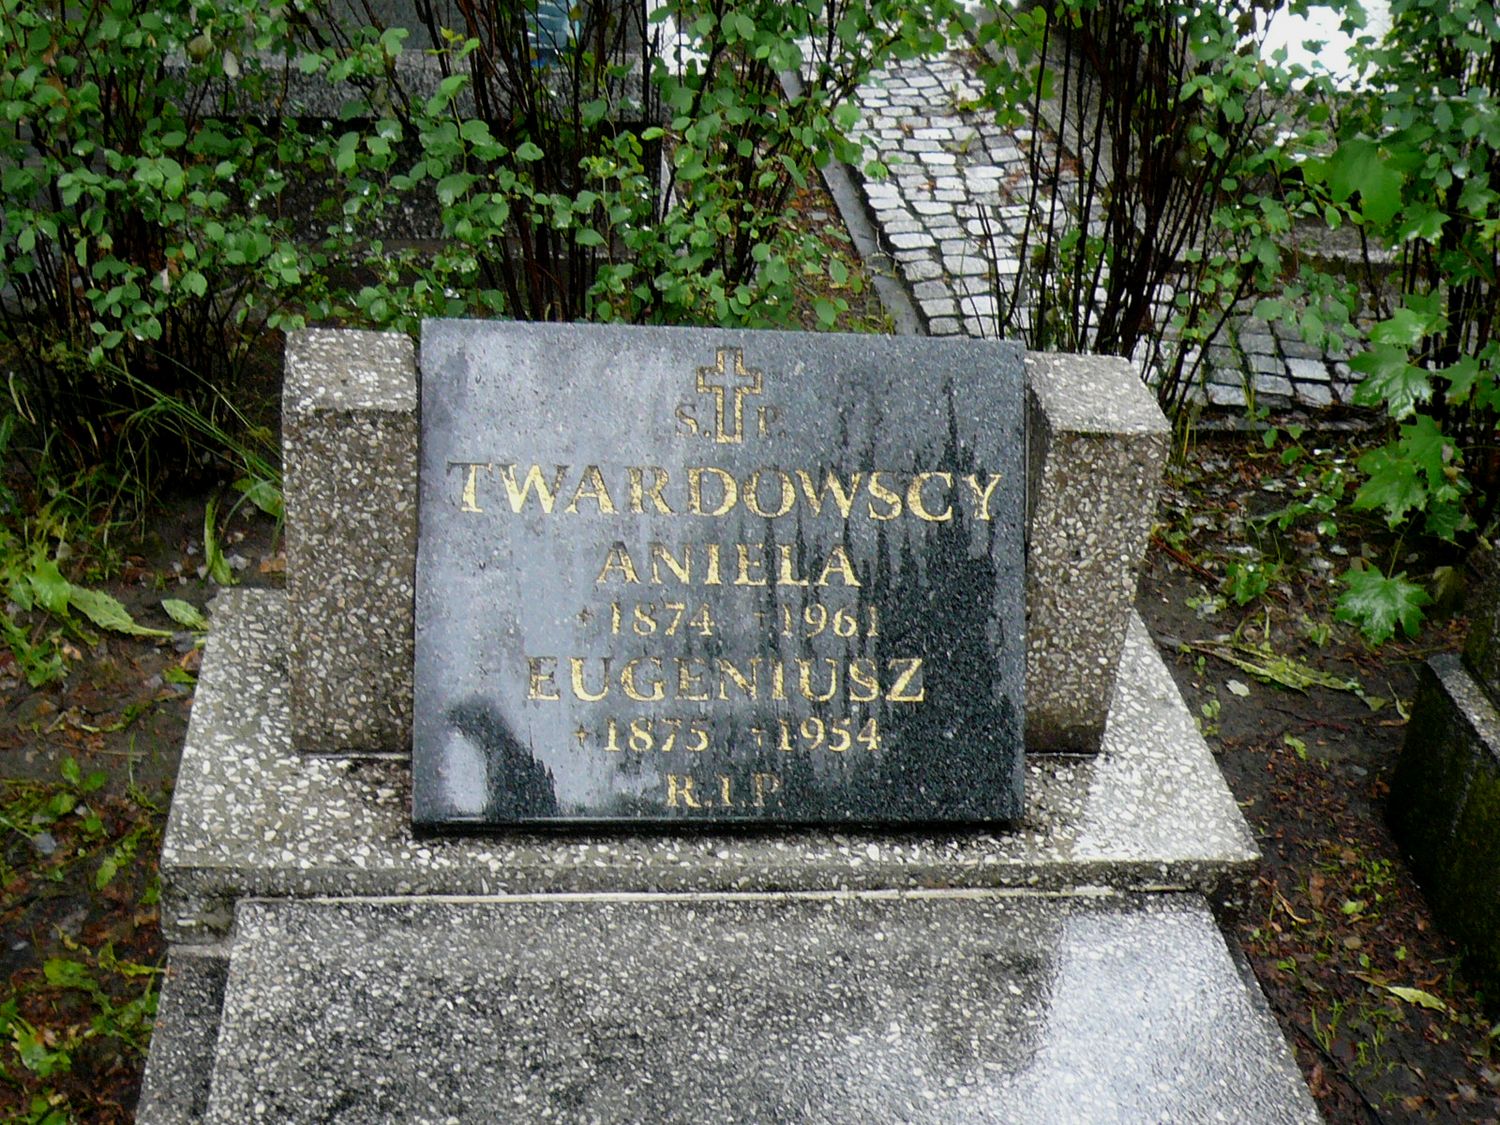 S. P.
TWARDOWSCY
ANIELA
*1874 +1961
EUGENIUSZ
*1875 +1954
R.I.P.